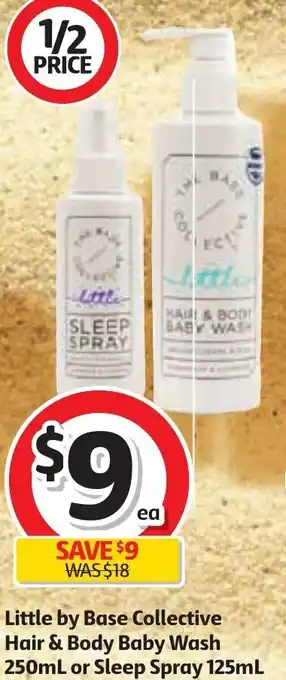 1/2
PRICE
THE BASE
COLLECTIVE
little
SLEEP
SPRAY
THE BASE
COLLECTIVE
little
HAIR & BODY
BABY WASH
$9
ea
SAVE $9
WAS $18
Little by Base Collective
Hair & Body Baby Wash
250mL or Sleep Spray 125mL